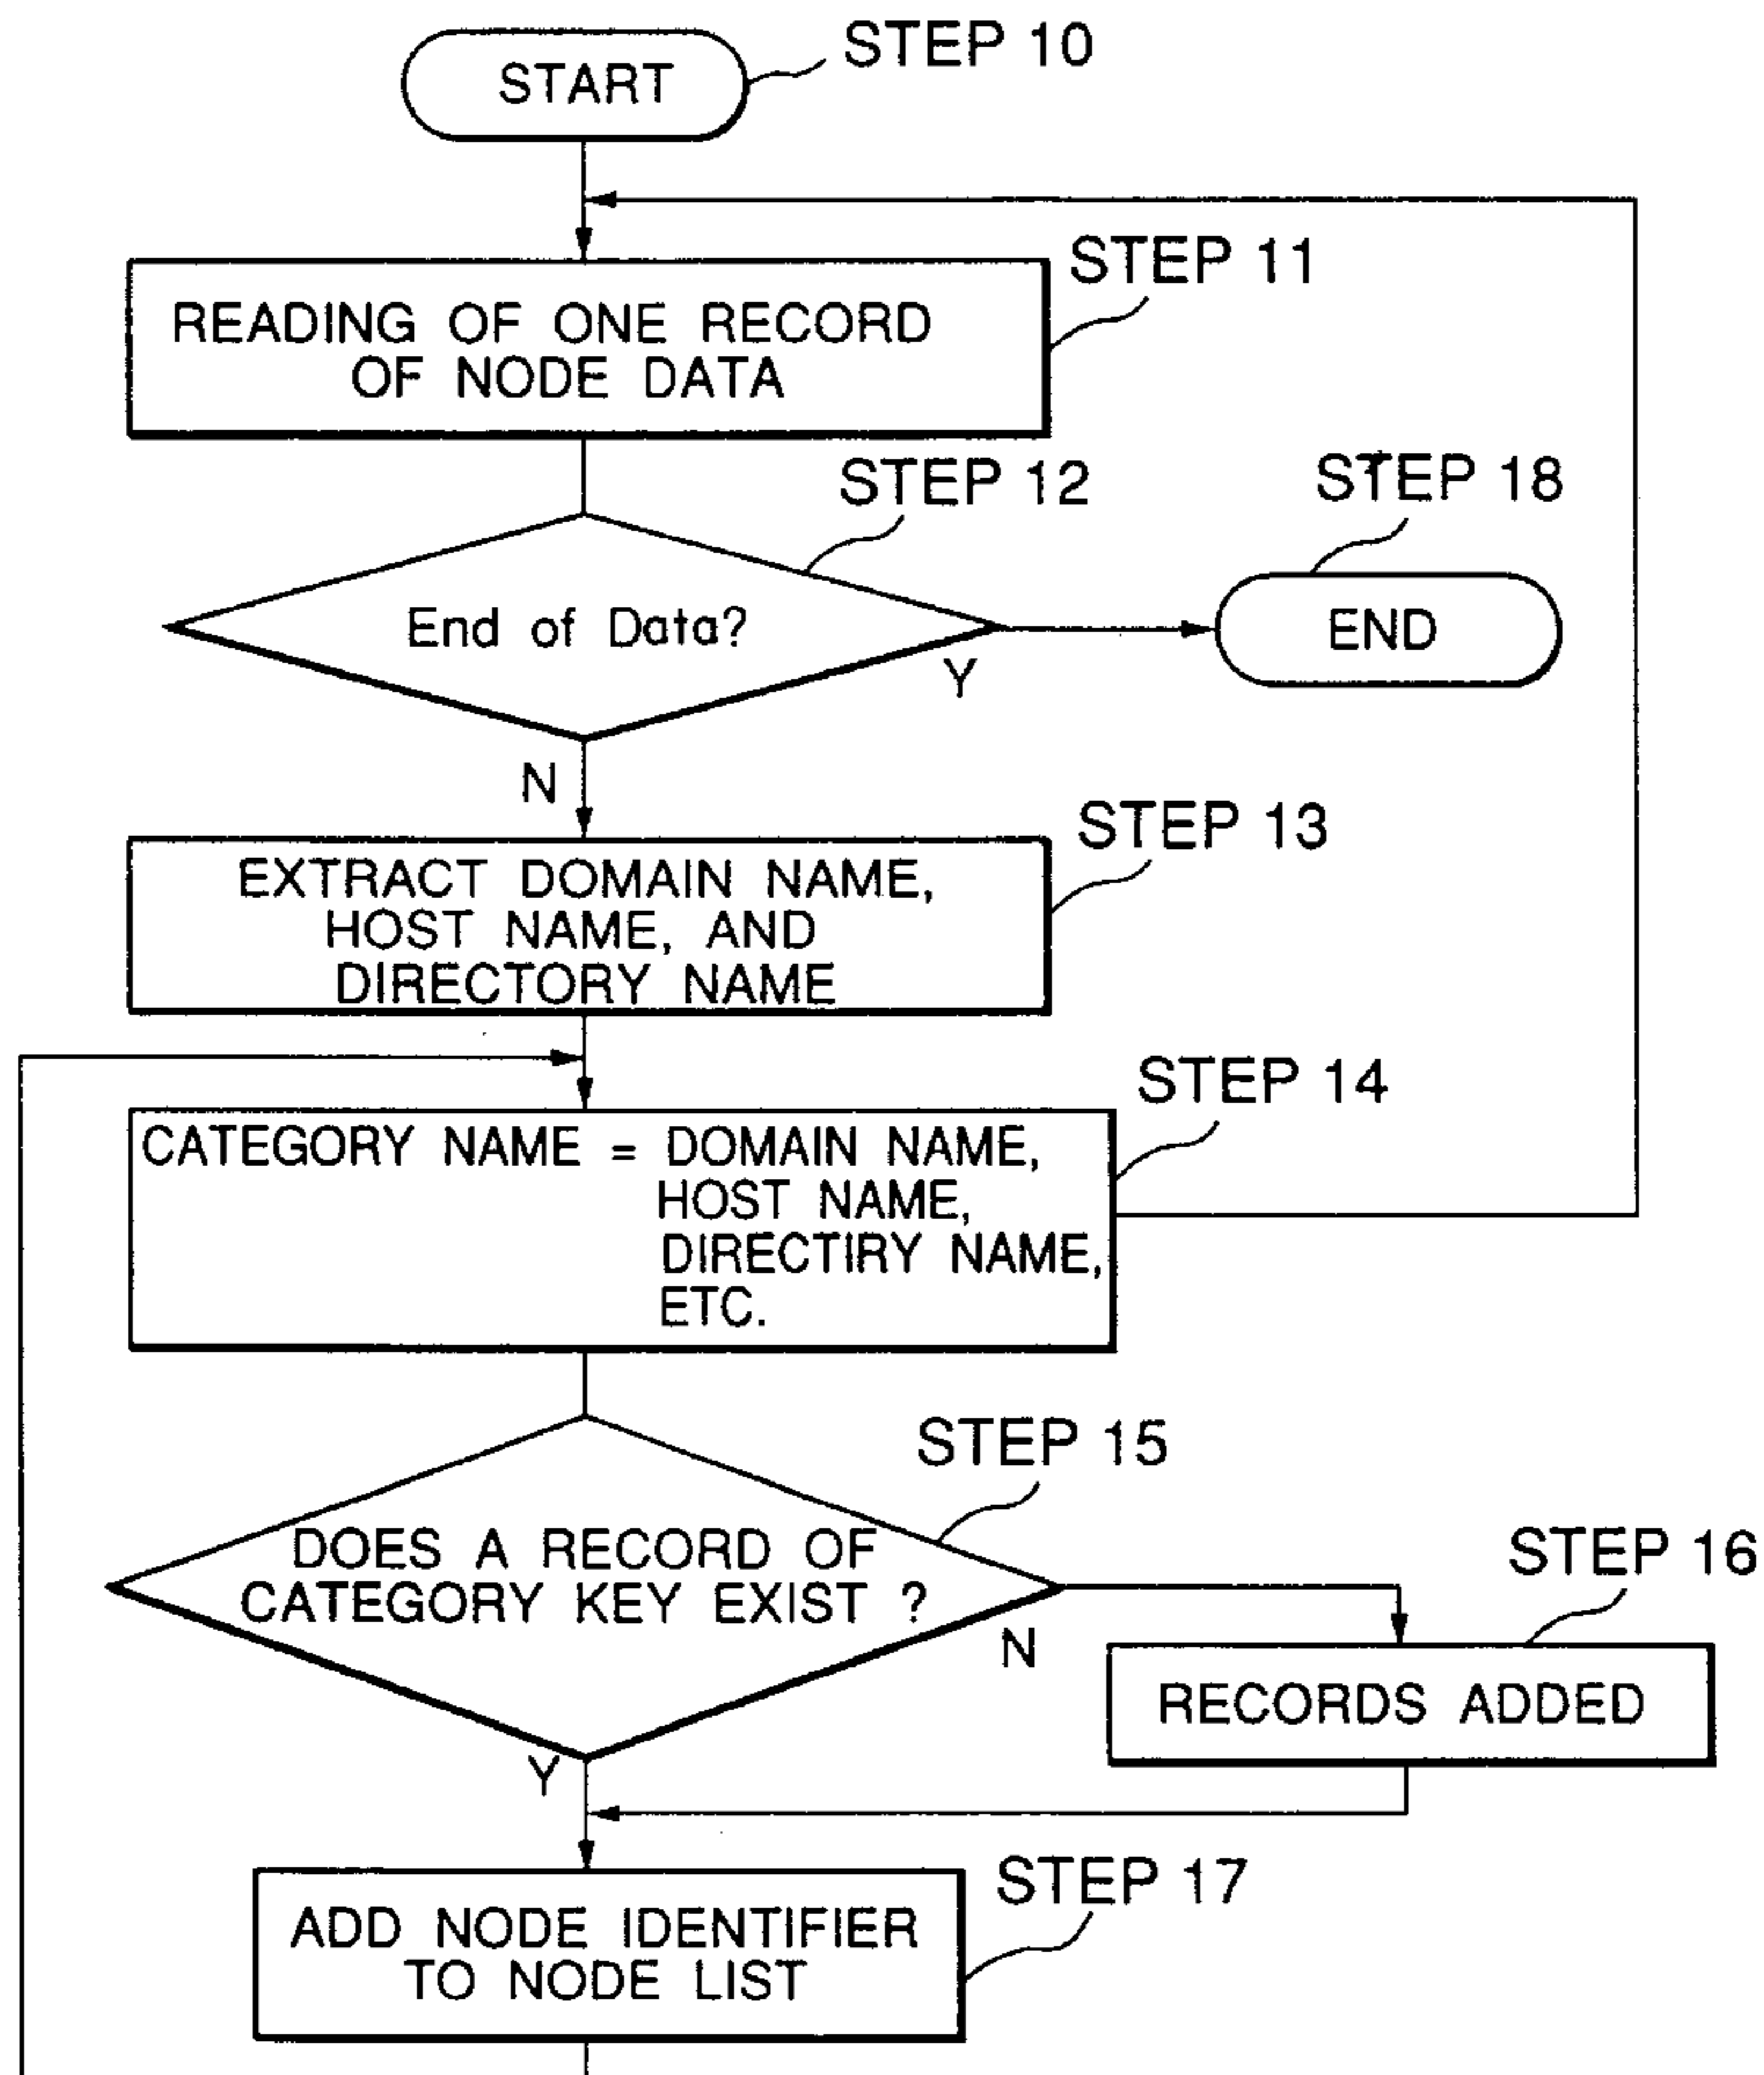 START
STEP 10
STEP 11
READING OF ONE RECORD
OF NODE DATA
STEP 12
STEP 18
End of Data?
END
Y
N
STEP 13
EXTRACT DOMAIN NAME,
HOST NAME, AND
DIRECTORY NAME
STEP 14
CATEGORY NAME = DOMAIN NAME,
HOST NAME,
DIRECTIRY NAME,
ETC.
STEP 15
DOES A RECORD OF
CATEGORY KEY EXIST ?
STEP 16
N
RECORDS ADDED
Y
STEP 17
ADD NODE IDENTIFIER
TO NODE LIST